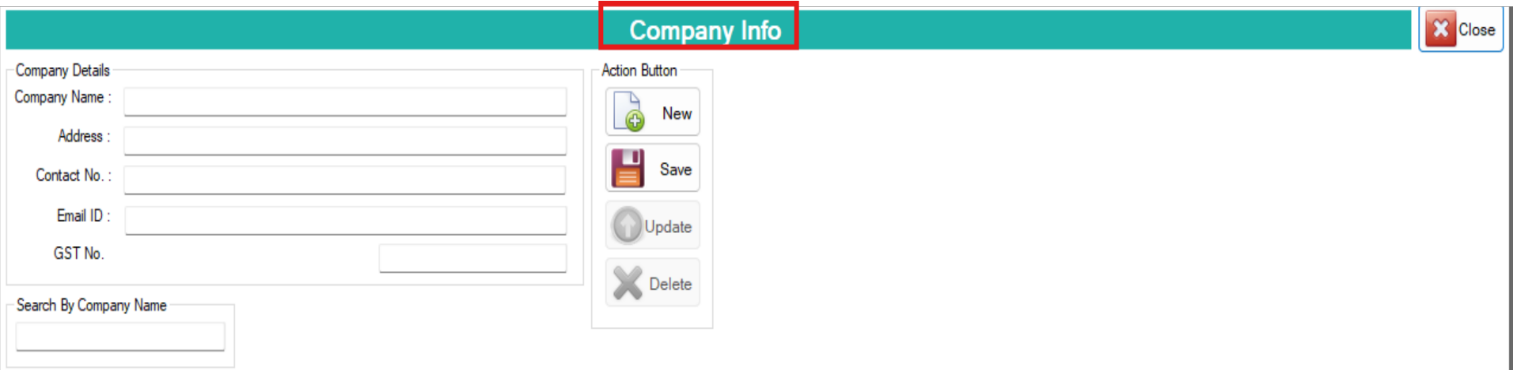 Company Info
Close
Company Details
Company Name :
Address :
Contact No. :
Email ID :
GST No.
Action Button
New
Save
Update
Delete
Search By Company Name